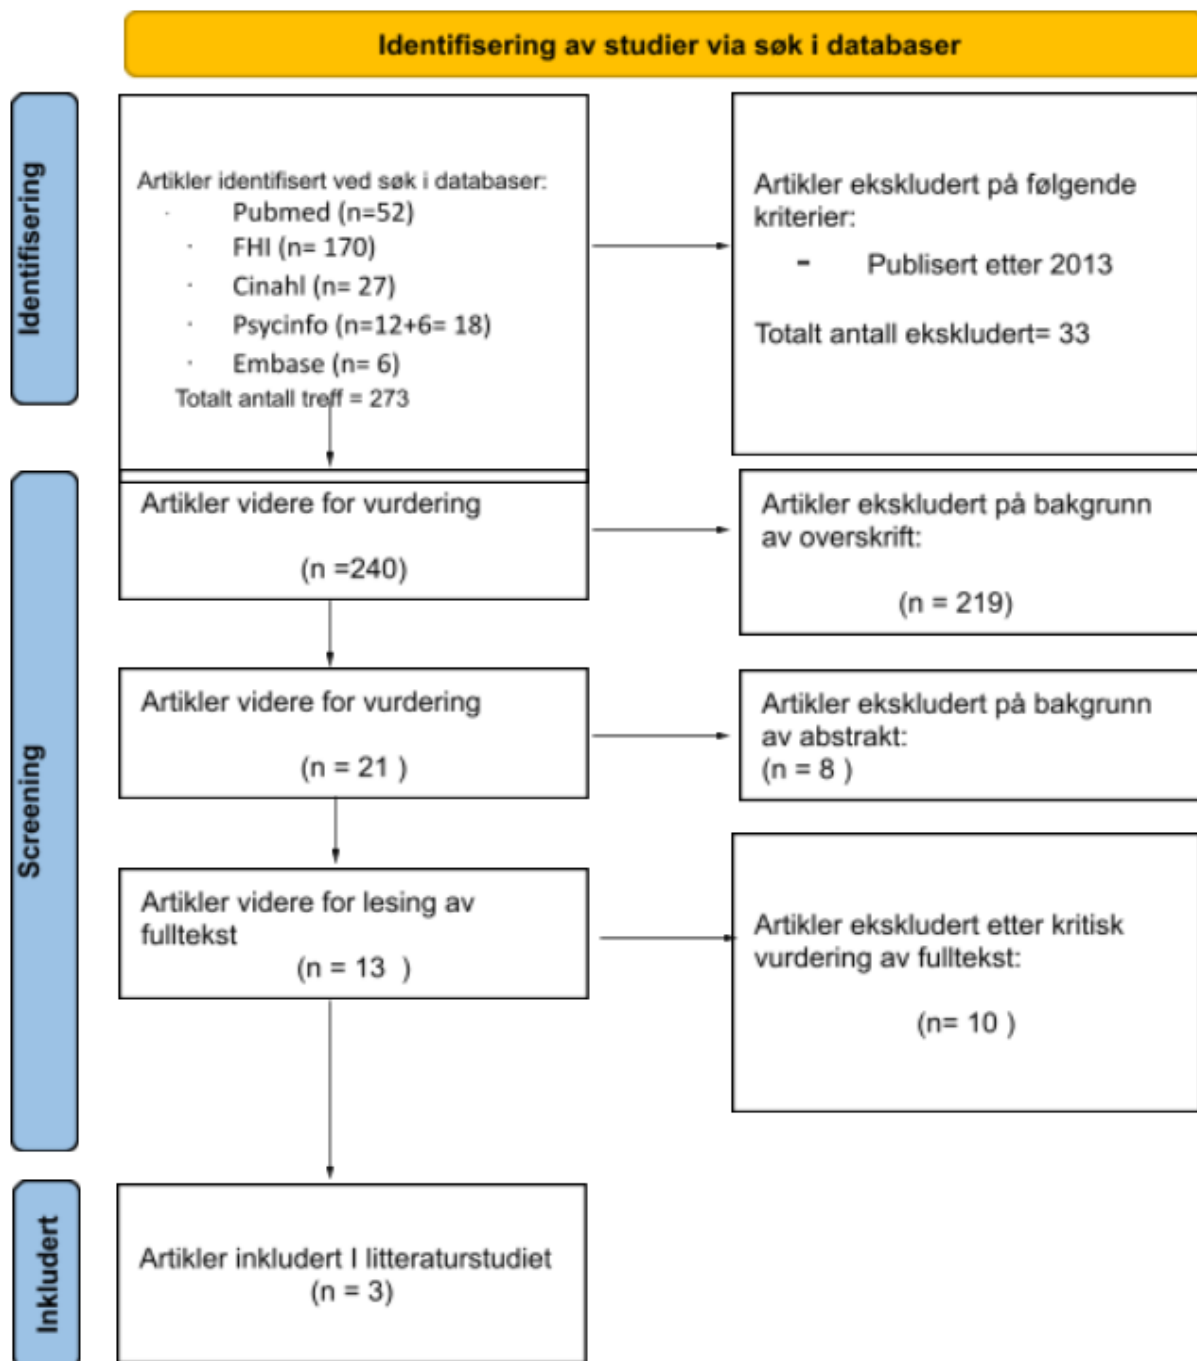 Identifisering av studier via søk i databaser
Identifisering
Artikler identifisert ved søk i databaser:
· Pubmed (n=52)
· FHI (n= 170)
· Cinahl (n= 27)
· Psycinfo (n=12+6= 18)
· Embase (n= 6)
Totalt antall treff = 273
Artikler ekskludert på følgende
kriterier:
- Publisert etter 2013
Totalt antall ekskludert= 33
Screening
Artikler videre for vurdering
(n =240)
Artikler ekskludert på bakgrunn
av overskrift:
(n = 219)
Artikler videre for vurdering
(n = 21 )
Artikler ekskludert på bakgrunn
av abstrakt:
(n = 8 )
Artikler videre for lesing av
fulltekst
(n = 13 )
Artikler ekskludert etter kritisk
vurdering av fulltekst:
(n= 10 )
Inkludert
Artikler inkludert I litteraturstudiet
(n = 3)